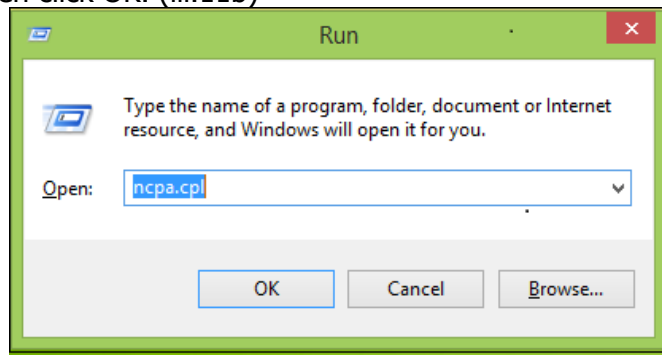 Run
Type the name of a program, folder, document or Internet
resource, and Windows will open it for you.
Open: ncpa.cpl
OK Cancel Browse...